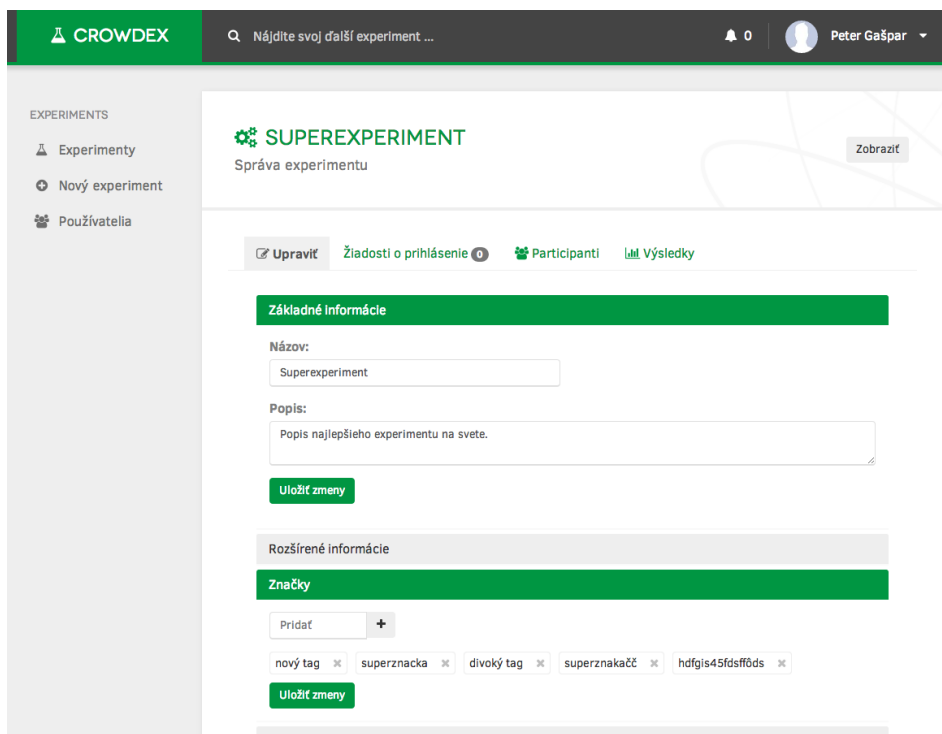 CROWDEX
Nájdite svoj ďalší experiment ...
0
Peter Gašpar
EXPERIMENTS
Experimenty
Nový experiment
Používatelia
SUPEREXPERIMENT
Správa experimentu
Zobraziť
Upraviť
Žiadosti o prihlásenie 0
Participanti
Výsledky
Základné informácie
Názov:
Superexperiment
Popis:
Popis najlepšieho experimentu na svete.
Uložiť zmeny
Rozšírené informácie
Značky
Pridať +
nový tag × superznacka × divoký tag × superznakačč × hdfgis45fdsffôds ×
Uložiť zmeny